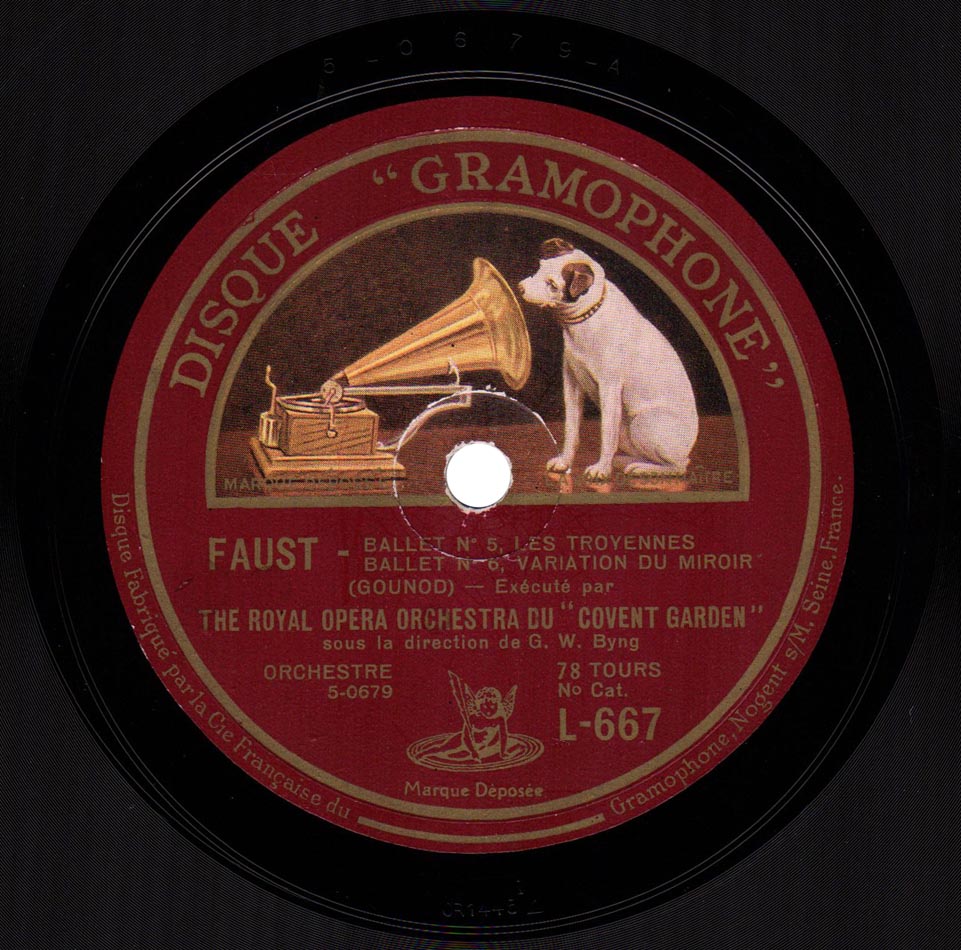 5-0679-A
DISQUE "GRAMOPHONE"
MARQUE DÉPOSÉE
FAUST - BALLET Nº 5, LES TROYENNES
BALLET Nº 6, VARIATION DU MIROIR
(GOUNOD) — Exécuté par
THE ROYAL OPERA ORCHESTRA DU "COVENT GARDEN"
sous la direction de G. W. Byng
ORCHESTRE
5-0679
78 TOURS
Nº Cat.
L-667
Marque Déposée
Disque Fabriqué par la Cie Française du
Gramophone, Nogent s/M. Seine. France.